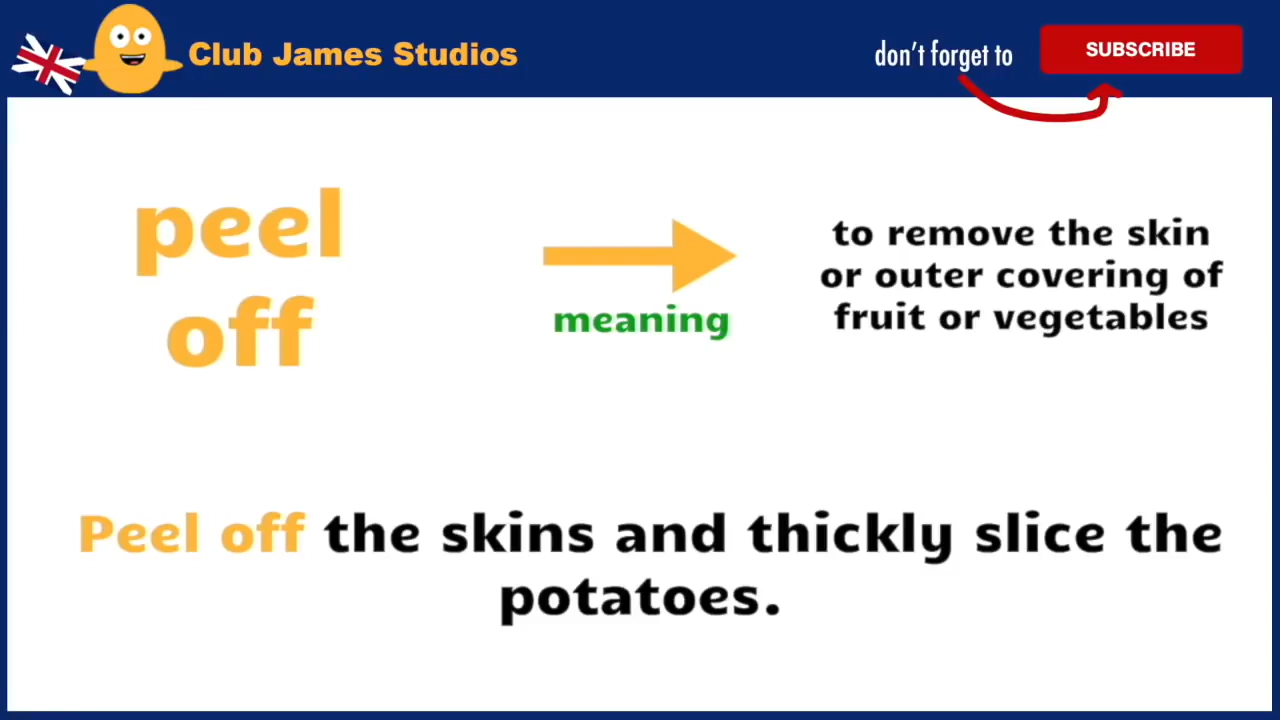 Club James Studios
don't forget to
SUBSCRIBE
peel
off
meaning
to remove the skin
or outer covering of
fruit or vegetables
Peel off the skins and thickly slice the
potatoes.